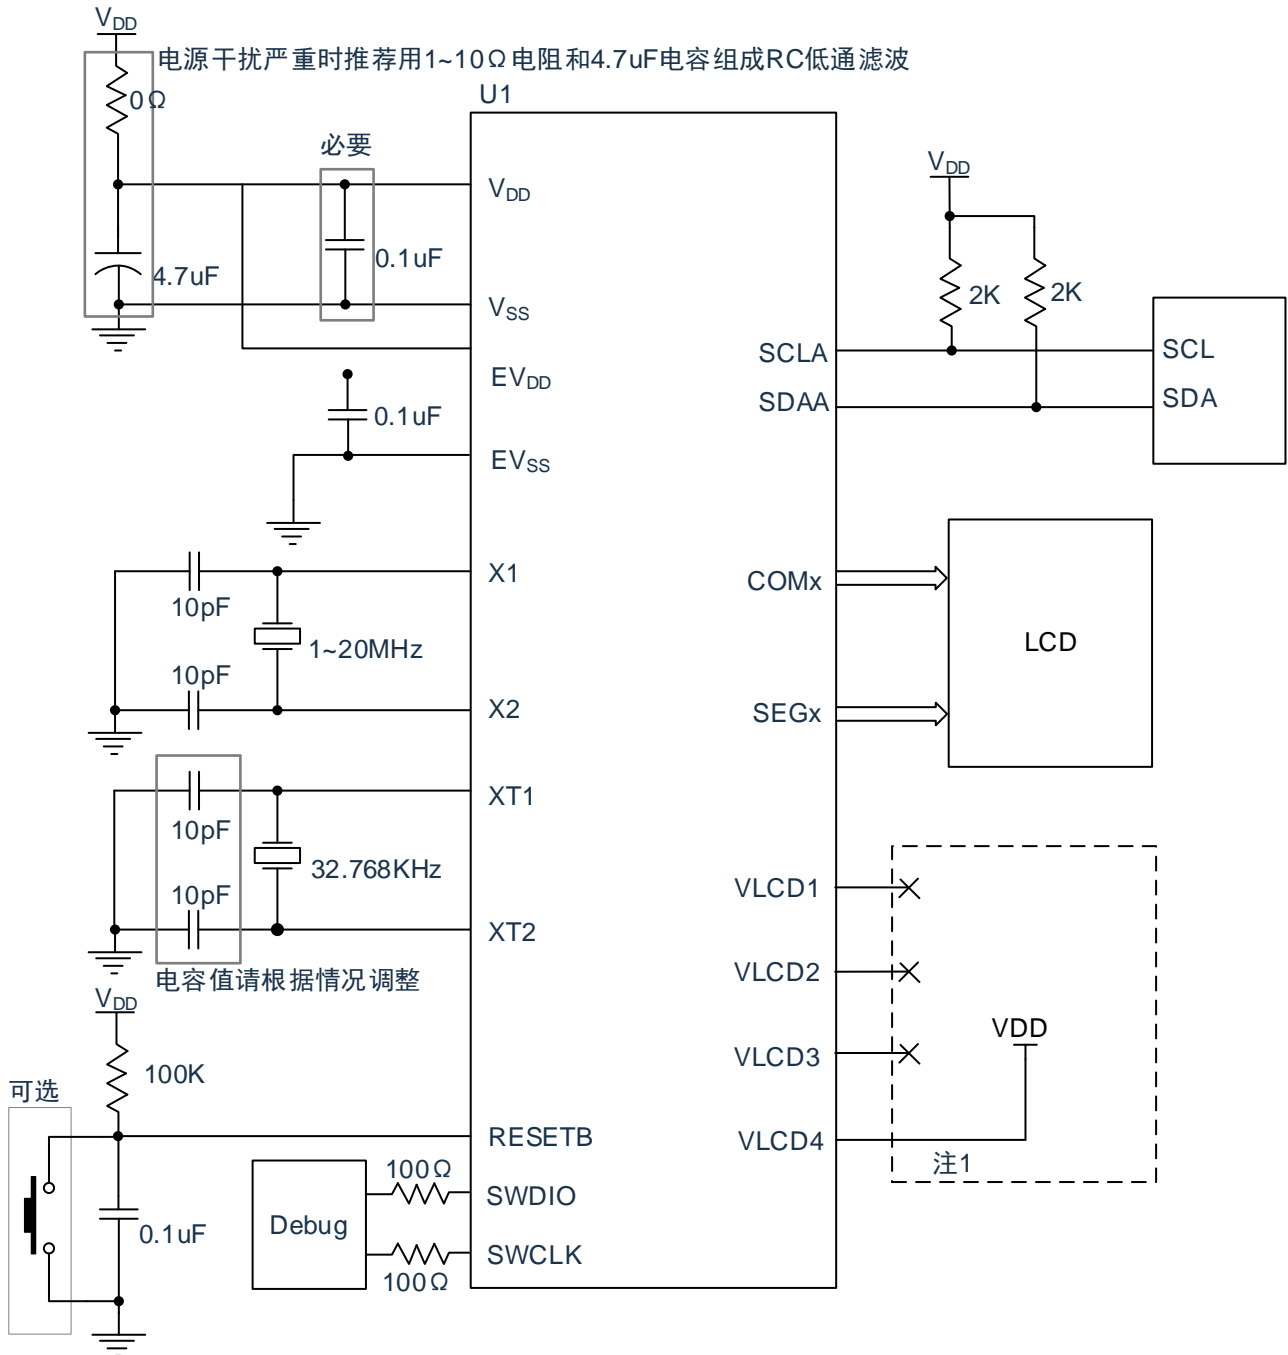 VDD
电源干扰严重时推荐用1~10Ω电阻和4.7uF电容组成RC低通滤波
0Ω
U1
必要
VDD
VDD
0.1uF
4.7uF
VSS
2K
2K
SCLA
SCL
EVDD
SDAA
SDA
0.1uF
EVSS
X1
COMx
10pF
1~20MHz
LCD
10pF
X2
SEGx
XT1
10pF
32.768KHz
10pF
VLCD1
XT2
电容值请根据情况调整
VLCD2
VDD
VDD
VLCD3
100K
可选
RESETB
VLCD4
注1
100Ω
SWDIO
Debug
0.1uF
SWCLK
100Ω